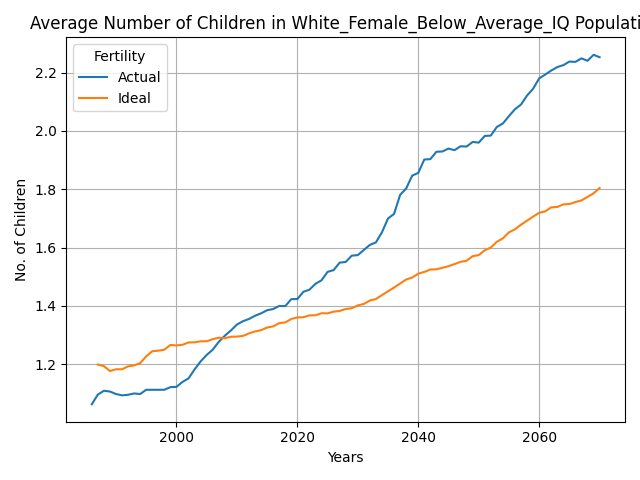 Average Number of Children in White_Female_Below_Average_IQ Populati
Fertility
Actual
Ideal
2.2
2.0
1.8
1.6
1.4
1.2
No. of Children
2000 2020 2040 2060
Years